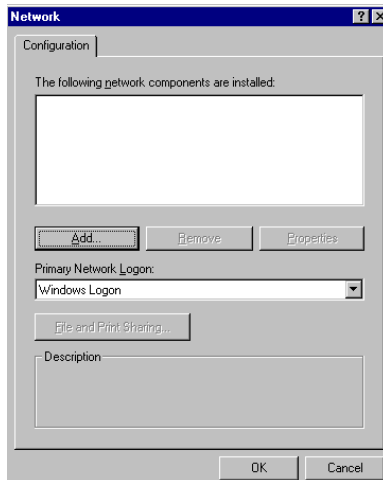 Network
Configuration
The following network components are installed:
Add... Remove Properties
Primary Network Logon:
Windows Logon
File and Print Sharing...
Description
OK Cancel